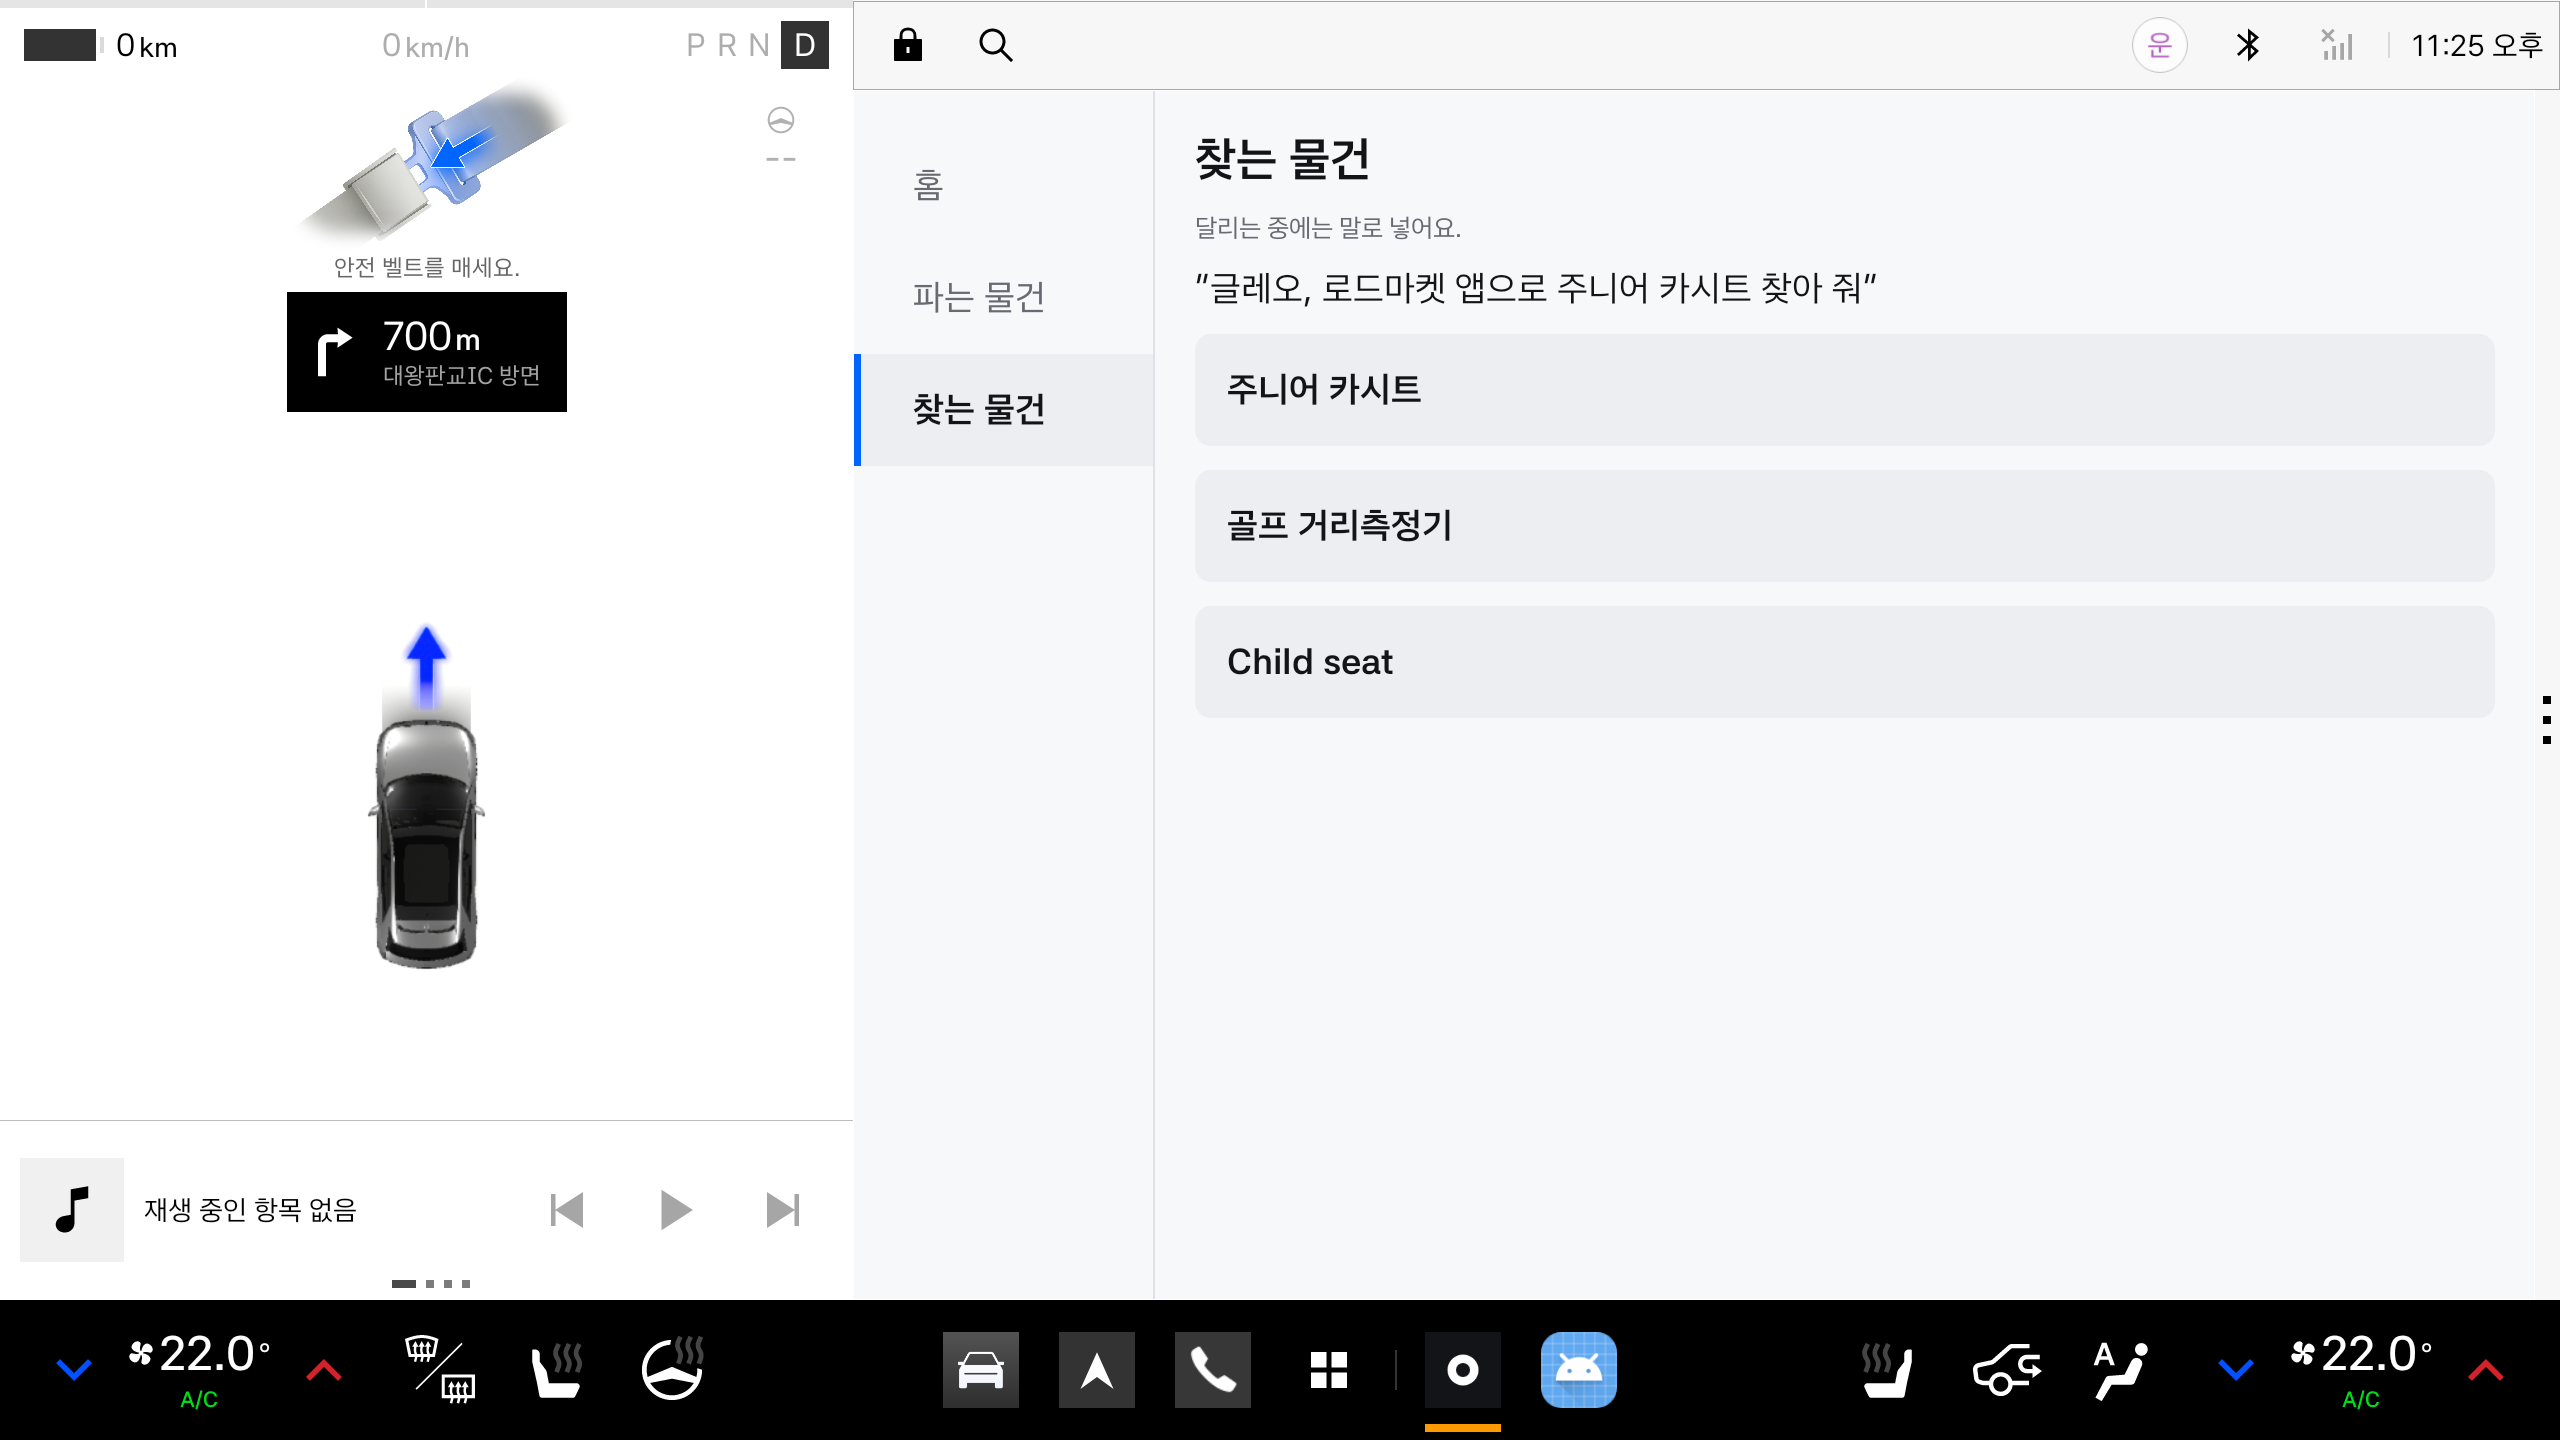 0 km
0 km/h
P R N D
안전 벨트를 매세요.
700 m
대왕판교IC 방면
재생 중인 항목 없음
운
11:25 오후
홈
파는 물건
찾는 물건
찾는 물건
달리는 중에는 말로 넣어요.
"글레오, 로드마켓 앱으로 주니어 카시트 찾아 줘"
주니어 카시트
골프 거리측정기
Child seat
22.0°
A/C
A
22.0°
A/C